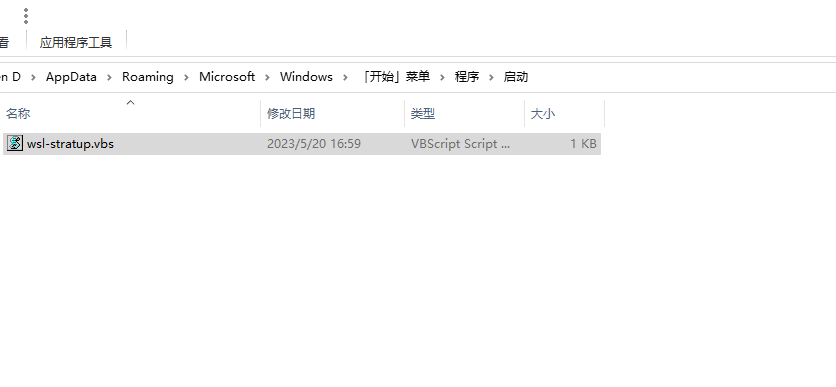 看 应用程序工具
en D › AppData › Roaming › Microsoft › Windows › 「开始」菜单 › 程序 › 启动
名称 修改日期 类型 大小
wsl-stratup.vbs 2023/5/20 16:59 VBScript Script ... 1 KB